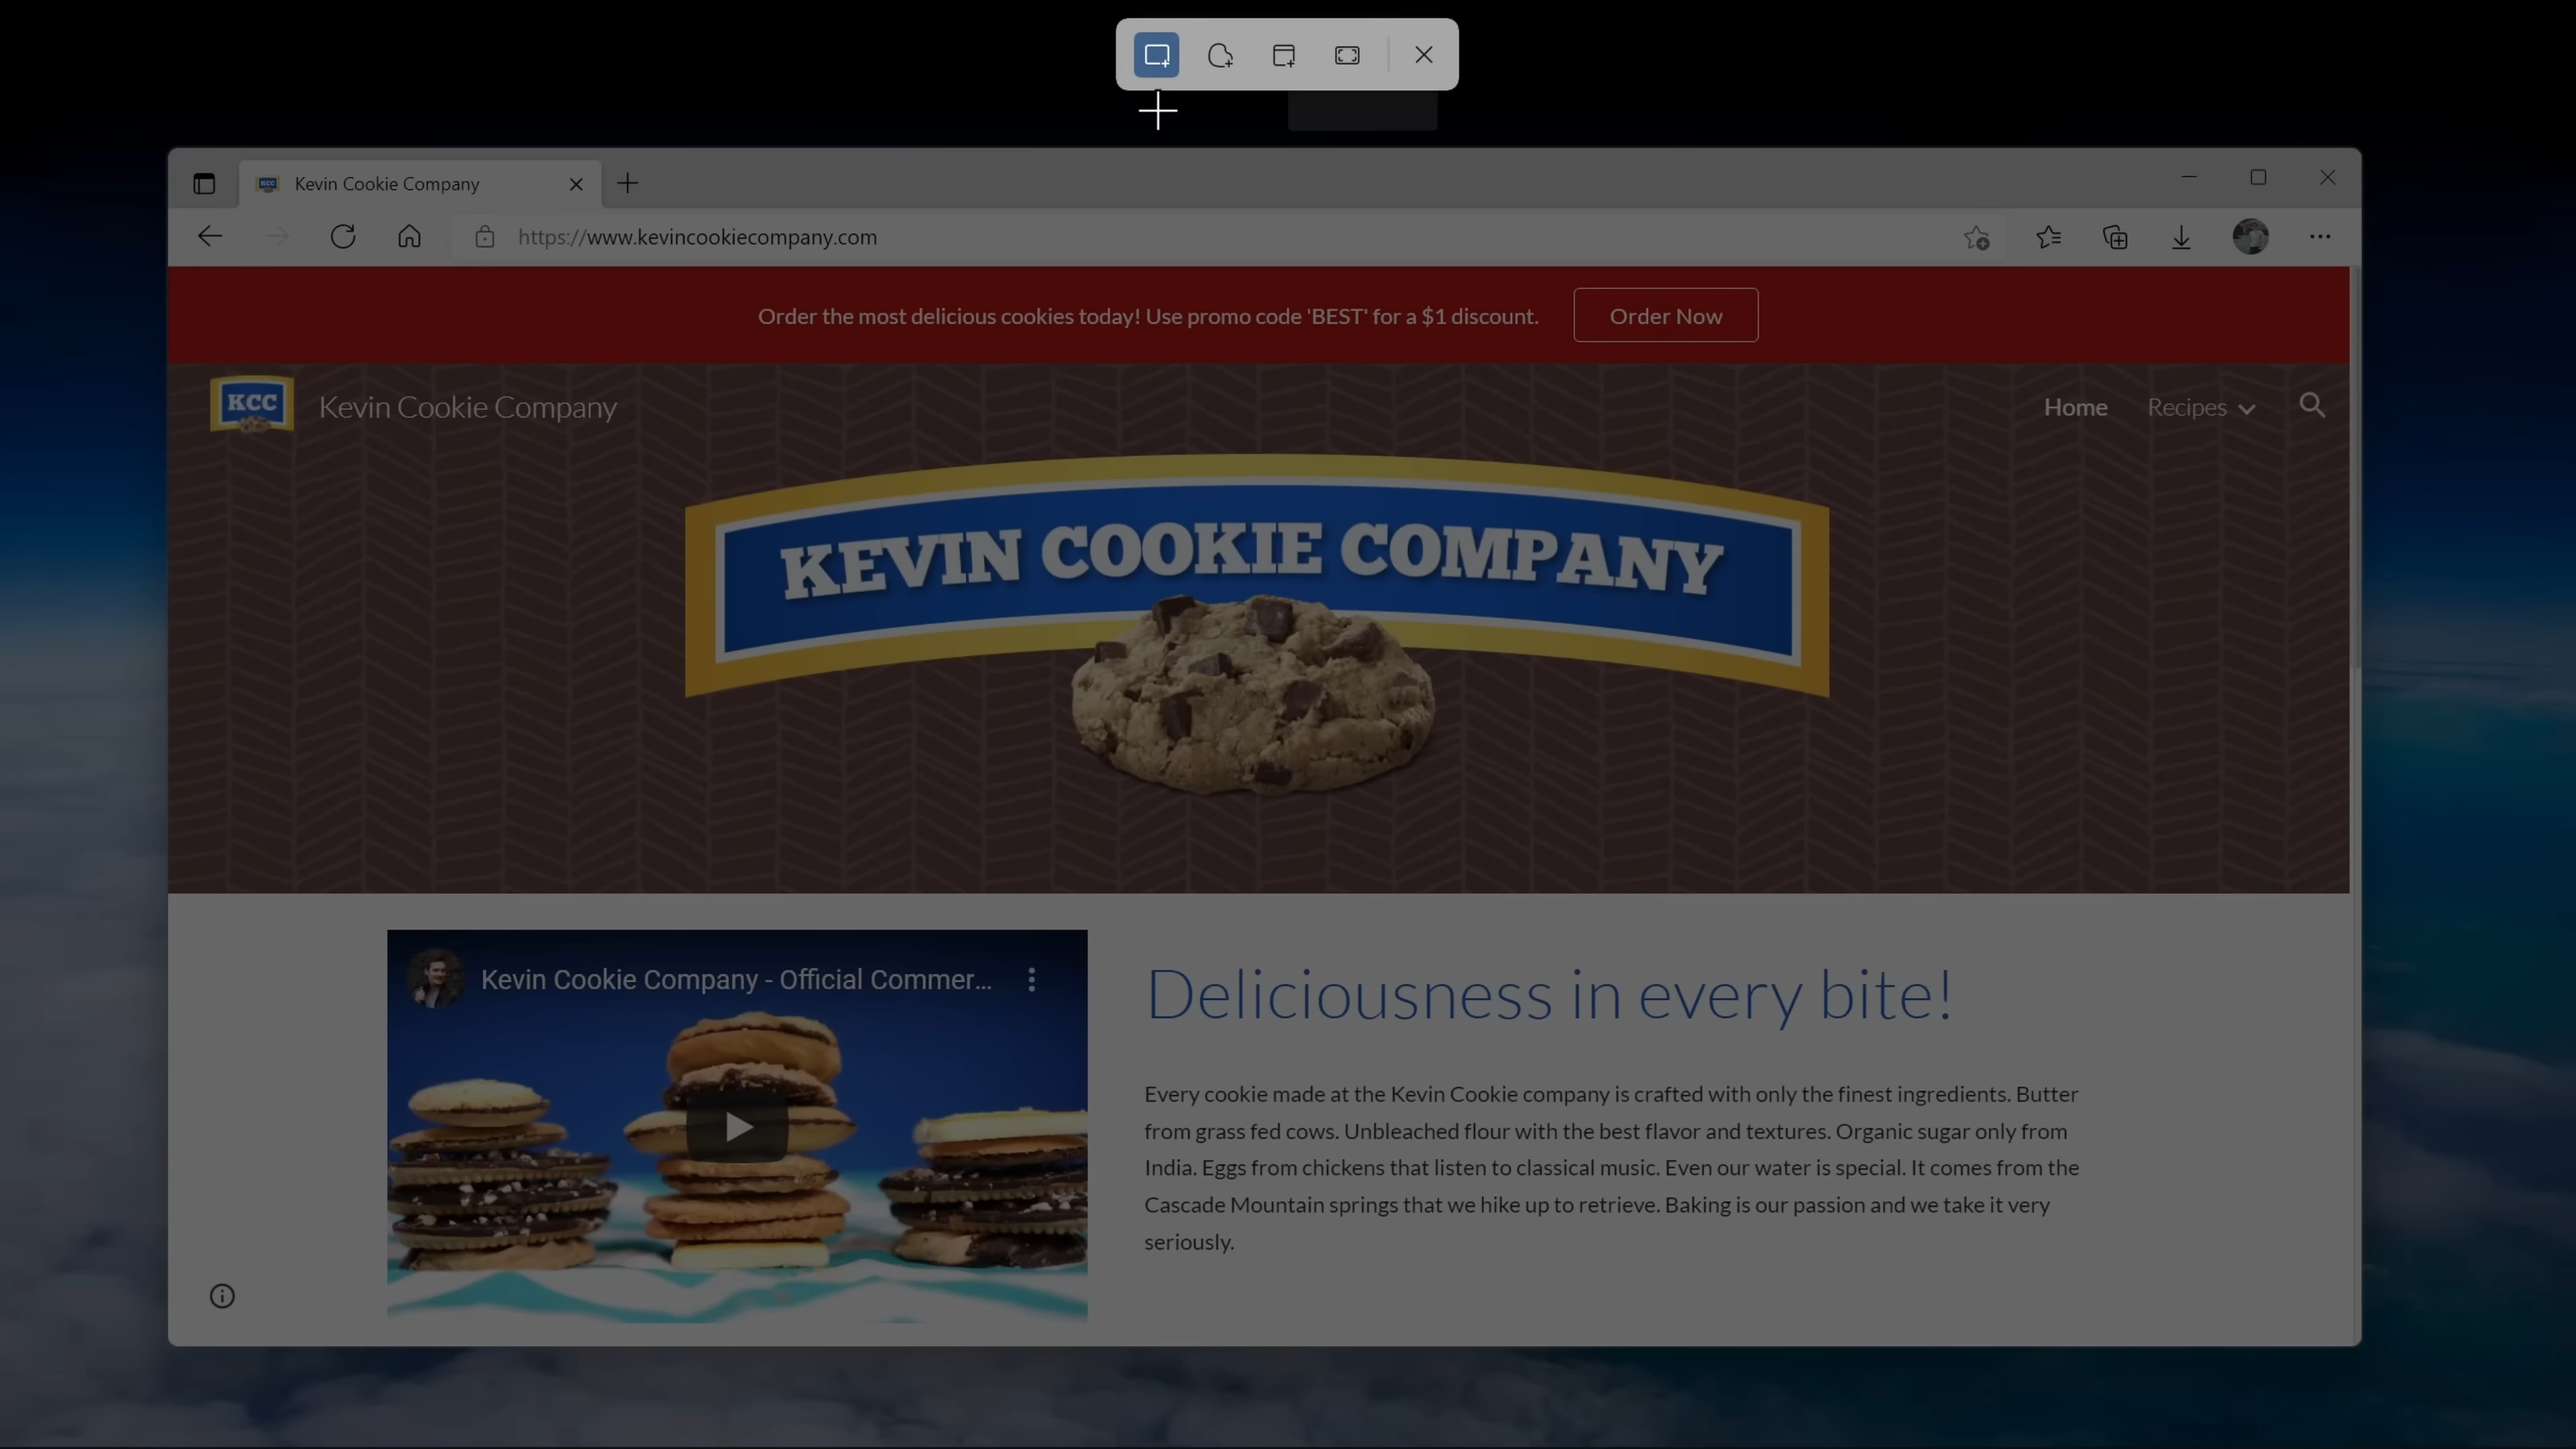 Kevin Cookie Company
https://www.kevincookiecompany.com
Order the most delicious cookies today! Use promo code 'BEST' for a $1 discount.
Order Now
KCC
Kevin Cookie Company
Home
Recipes
KEVIN COOKIE COMPANY
Kevin Cookie Company - Official Commer...
Deliciousness in every bite!
Every cookie made at the Kevin Cookie company is crafted with only the finest ingredients. Butter
from grass fed cows. Unbleached flour with the best flavor and textures. Organic sugar only from
India. Eggs from chickens that listen to classical music. Even our water is special. It comes from the
Cascade Mountain springs that we hike up to retrieve. Baking is our passion and we take it very
seriously.